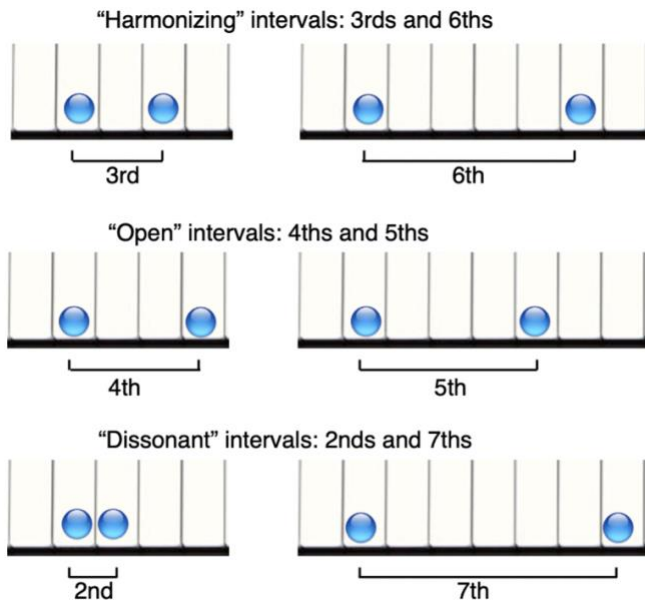 “Harmonizing” intervals: 3rds and 6ths
3rd
6th
“Open” intervals: 4ths and 5ths
4th
5th
“Dissonant” intervals: 2nds and 7ths
2nd
7th